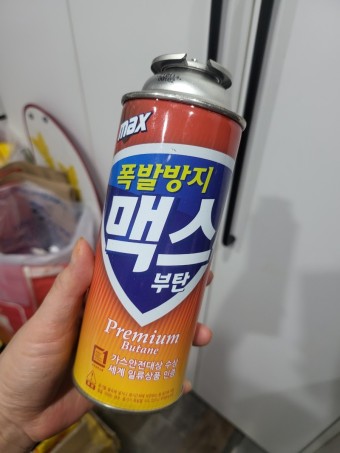 max
폭발방지
맥스
부탄
Premium
Butane
가스안전대상 수상
세계 일류상품 인증